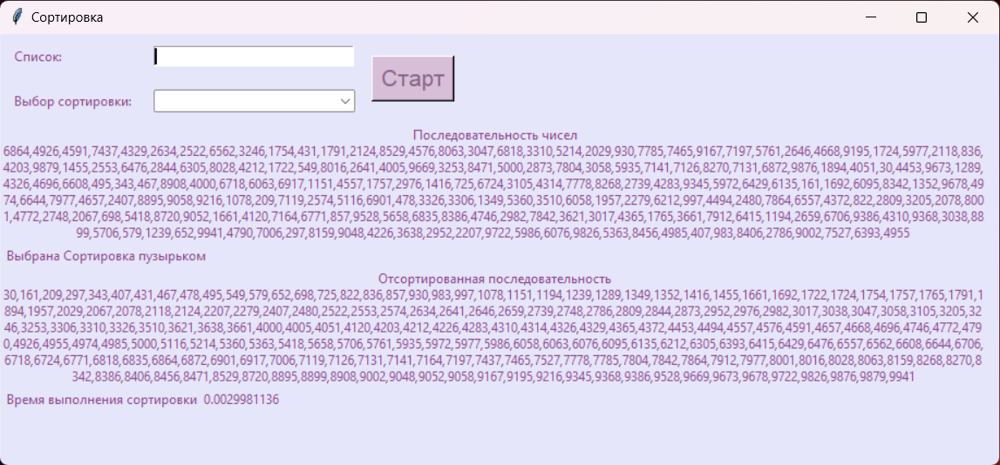 Сортировка
Список:
Старт
Выбор сортировки:
Последовательность чисел
6864,4926,4591,7437,4329,2634,2522,6562,3246,1754,431,1791,2124,8529,4576,8063,3047,6818,3310,5214,2029,930,7785,7465,9167,7197,5761,2646,4668,9195,1724,5977,2118,836,
4203,9879,1455,2553,6476,2844,6305,8028,4212,1722,549,8016,2641,4005,9669,3253,8471,5000,2873,7804,3058,5935,7141,7126,8270,7131,6872,9876,1894,4051,30,4453,9673,1289,
4326,4696,6608,495,343,467,8908,4000,6718,6063,6917,1151,4557,1757,2976,1416,725,6724,3105,4314,7778,8268,2739,4283,9345,5972,6429,6135,161,1692,6095,8342,1352,9678,49
74,6644,7977,4657,2407,8895,9058,9216,1078,209,7119,2574,5116,6901,478,3326,3306,1349,5360,3510,6058,1957,2279,6212,997,4494,2480,7864,6557,4372,822,2809,3205,2078,800
1,4772,2748,2067,698,5418,8720,9052,1661,4120,7164,6771,857,9528,5658,6835,8386,4746,2982,7842,3621,3017,4365,1765,3661,7912,6415,1194,2659,6706,9386,4310,9368,3038,88
99,5706,579,1239,652,9941,4790,7006,297,8159,9048,4226,3638,2952,2207,9722,5986,6076,9826,5363,8456,4985,407,983,8406,2786,9002,7527,6393,4955
Выбрана Сортировка пузырьком
Отсортированная последовательность
30,161,209,297,343,407,431,467,478,495,549,579,652,698,725,822,836,857,930,983,997,1078,1151,1194,1239,1289,1349,1352,1416,1455,1661,1692,1722,1724,1754,1757,1765,1791,1
894,1957,2029,2067,2078,2118,2124,2207,2279,2407,2480,2522,2553,2574,2634,2641,2646,2659,2739,2748,2786,2809,2844,2873,2952,2976,2982,3017,3038,3047,3058,3105,3205,32
46,3253,3306,3310,3326,3510,3621,3638,3661,4000,4005,4051,4120,4203,4212,4226,4283,4310,4314,4326,4329,4365,4372,4453,4494,4557,4576,4591,4657,4668,4696,4746,4772,479
0,4926,4955,4974,4985,5000,5116,5214,5360,5363,5418,5658,5706,5761,5935,5972,5977,5986,6058,6063,6076,6095,6135,6212,6305,6393,6415,6429,6476,6557,6562,6608,6644,6706,
6718,6724,6771,6818,6835,6864,6872,6901,6917,7006,7119,7126,7131,7141,7164,7197,7437,7465,7527,7778,7785,7804,7842,7864,7912,7977,8001,8016,8028,8063,8159,8268,8270,8
342,8386,8406,8456,8471,8529,8720,8895,8899,8908,9002,9048,9052,9058,9167,9195,9216,9345,9368,9386,9528,9669,9673,9678,9722,9826,9876,9879,9941
Время выполнения сортировки 0.0029981136